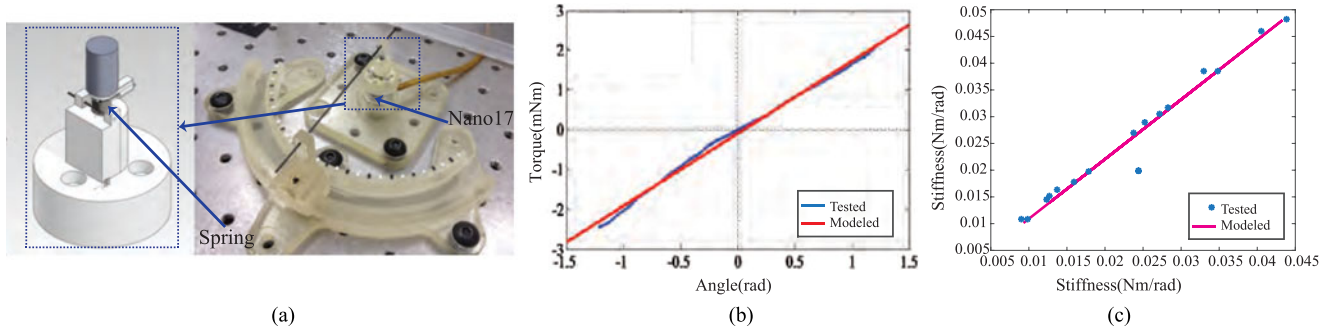 Nano17
Spring
(a)
3
2
1
0
-1
-2
3
Torque(mNm)
-1.5
-1
-0.5
0
0.5
1
1.5
Angle(rad)
Tested
Modeled
(b)
0.05
0.045
0.04
0.035
0.03
0.025
0.02
0.015
0.01
0.005
Stiffness(Nm/rad)
0.005
0.01
0.015
0.02
0.025
0.03
0.035
0.04
0.045
Stiffness(Nm/rad)
Tested
Modeled
(c)